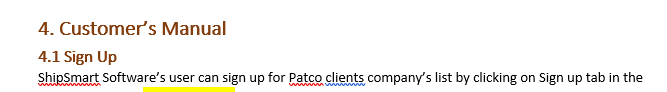 4. Customer’s Manual
4.1 Sign Up
ShipSmart Software’s user can sign up for Patco clients company’s list by clicking on Sign up tab in the